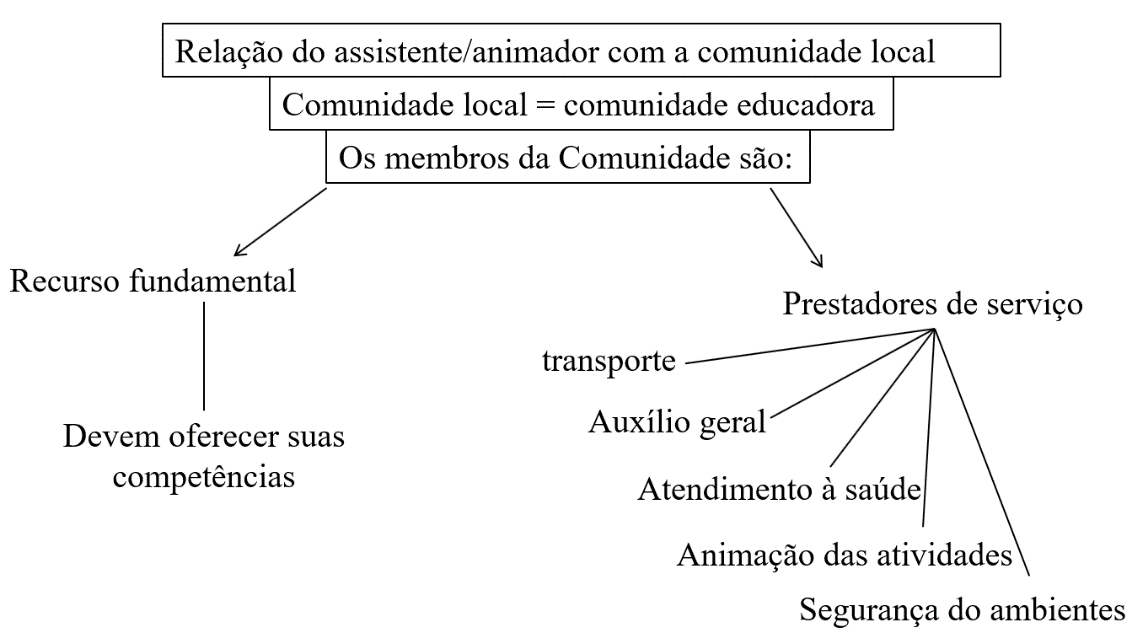 Relação do assistente/animador com a comunidade local
Comunidade local = comunidade educadora
Os membros da Comunidade são:
Recurso fundamental
Prestadores de serviço
transporte
Auxílio geral
Devem oferecer suas
competências
Atendimento à saúde
Animação das atividades
Segurança do ambientes